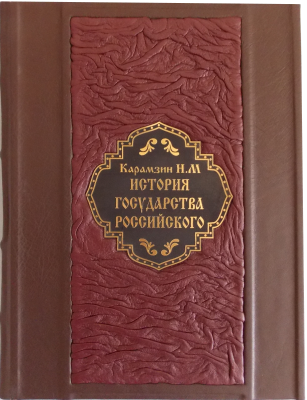 Карамзин Н.М
ИСТОРИЯ
ГОСУДАРСТВА
РОССИЙСКОГО